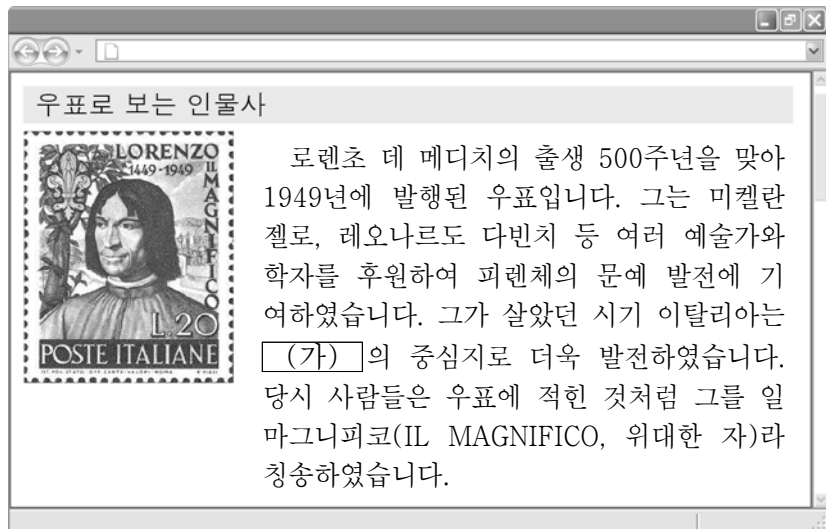 우표로 보는 인물사
LORENZO
1449-1949
IL MAGNIFICO
L.20
POSTE ITALIANE
로렌초 데 메디치의 출생 500주년을 맞아
1949년에 발행된 우표입니다. 그는 미켈란
젤로, 레오나르도 다빈치 등 여러 예술가와
학자를 후원하여 피렌체의 문예 발전에 기
여하였습니다. 그가 살았던 시기 이탈리아는
(가) 의 중심지로 더욱 발전하였습니다.
당시 사람들은 우표에 적힌 것처럼 그를 일
마그니피코(IL MAGNIFICO, 위대한 자)라
칭송하였습니다.